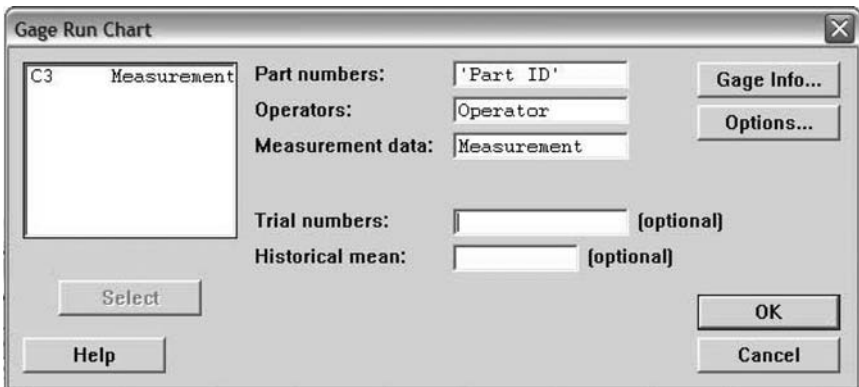 Gage Run Chart
C3 Measurement
Part numbers: 'Part ID'
Operators: Operator
Measurement data: Measurement
Trial numbers: (optional)
Historical mean: (optional)
Gage Info...
Options...
Select
Help
OK
Cancel